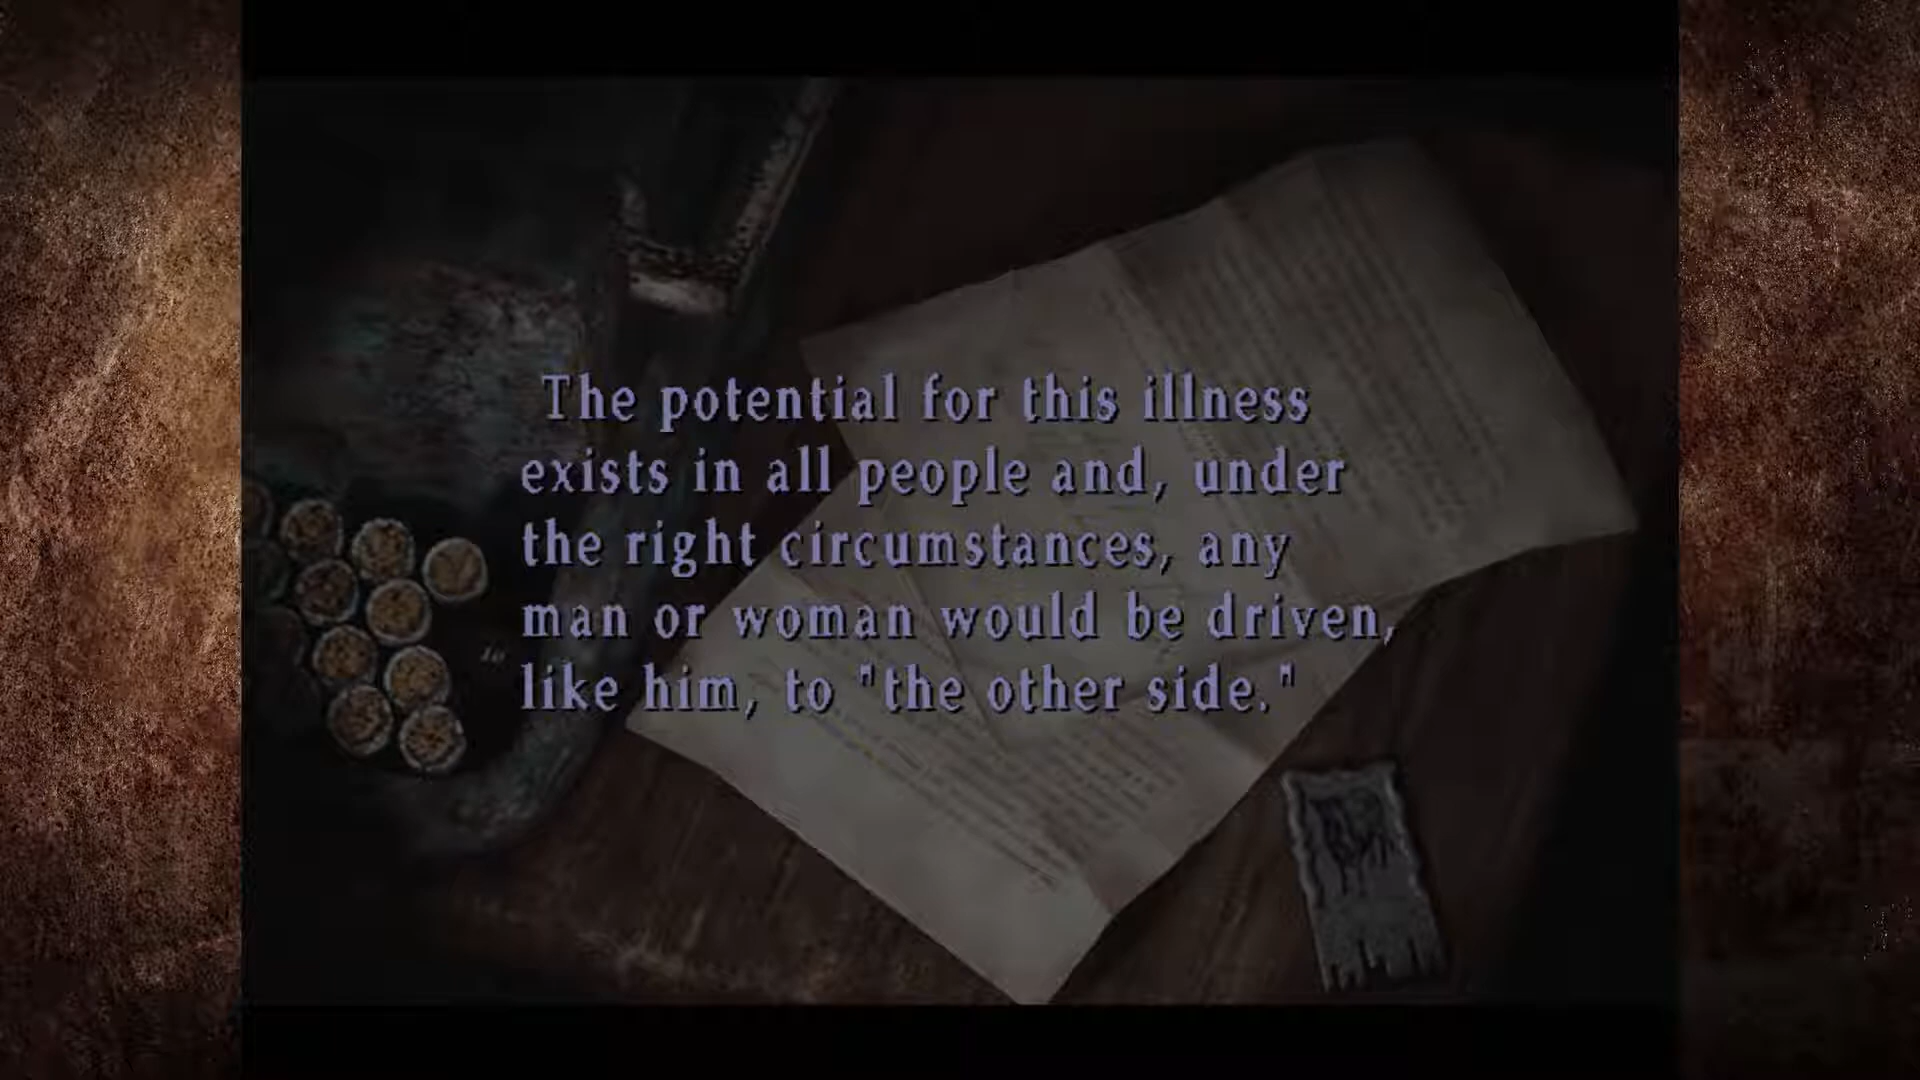 The potential for this illness
exists in all people and, under
the right circumstances, any
man or woman would be driven,
like him, to "the other side."